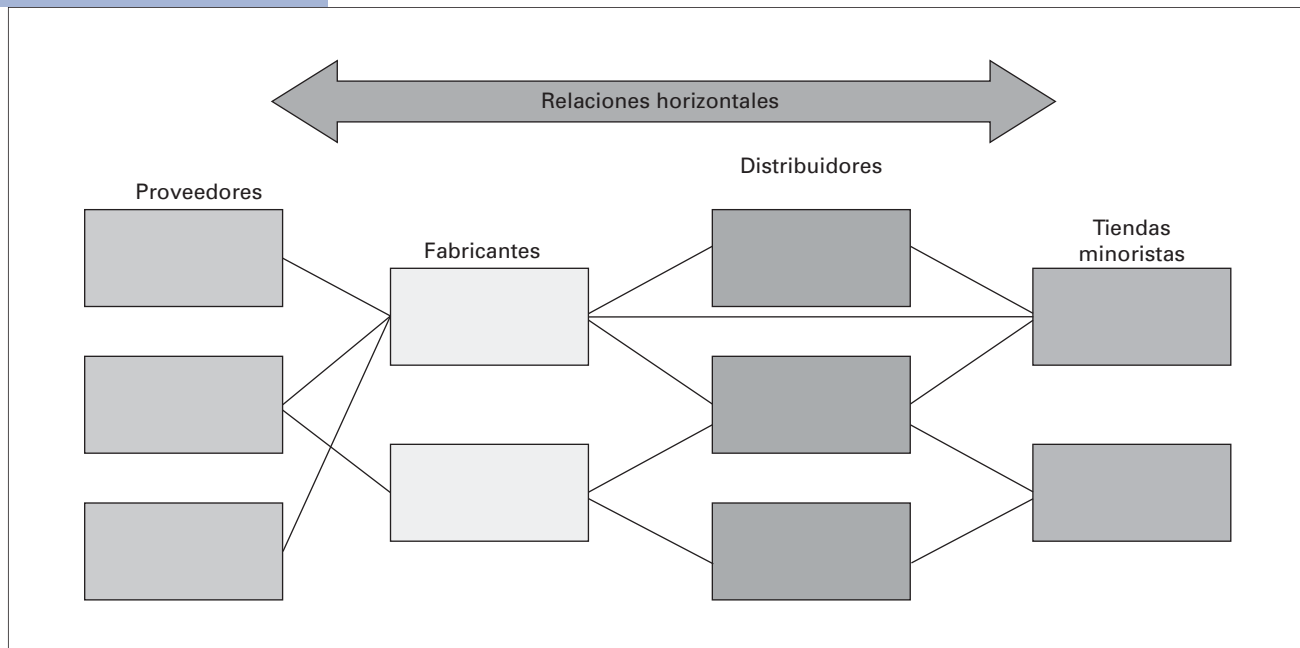 Relaciones horizontales
Distribuidores
Proveedores
Tiendas
minoristas
Fabricantes